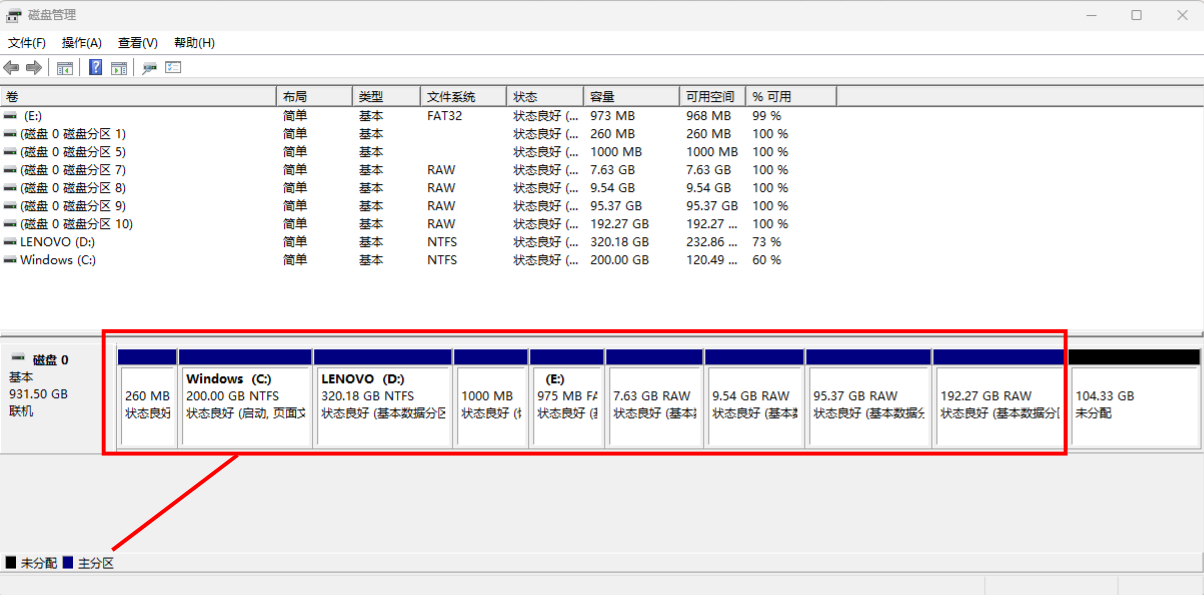 磁盘管理
文件(F) 操作(A) 查看(V) 帮助(H)
卷 布局 类型 文件系统 状态 容量 可用空间 % 可用
(E:) 简单 基本 FAT32 状态良好 (... 973 MB 968 MB 99 %
(磁盘 0 磁盘分区 1) 简单 基本 状态良好 (... 260 MB 260 MB 100 %
(磁盘 0 磁盘分区 5) 简单 基本 状态良好 (... 1000 MB 1000 MB 100 %
(磁盘 0 磁盘分区 7) 简单 基本 RAW 状态良好 (... 7.63 GB 7.63 GB 100 %
(磁盘 0 磁盘分区 8) 简单 基本 RAW 状态良好 (... 9.54 GB 9.54 GB 100 %
(磁盘 0 磁盘分区 9) 简单 基本 RAW 状态良好 (... 95.37 GB 95.37 GB 100 %
(磁盘 0 磁盘分区 10) 简单 基本 RAW 状态良好 (... 192.27 GB 192.27 ... 100 %
LENOVO (D:) 简单 基本 NTFS 状态良好 (... 320.18 GB 232.86 ... 73 %
Windows (C:) 简单 基本 NTFS 状态良好 (... 200.00 GB 120.49 ... 60 %
磁盘 0
基本
931.50 GB
联机
260 MB
状态良好
Windows (C:)
200.00 GB NTFS
状态良好 (启动, 页面文
LENOVO (D:)
320.18 GB NTFS
状态良好 (基本数据分区
1000 MB
状态良好 (
(E:)
975 MB FA
状态良好 (
7.63 GB RAW
状态良好 (基本
9.54 GB RAW
状态良好 (基本
95.37 GB RAW
状态良好 (基本数据分
192.27 GB RAW
状态良好 (基本数据分
104.33 GB
未分配
未分配 主分区